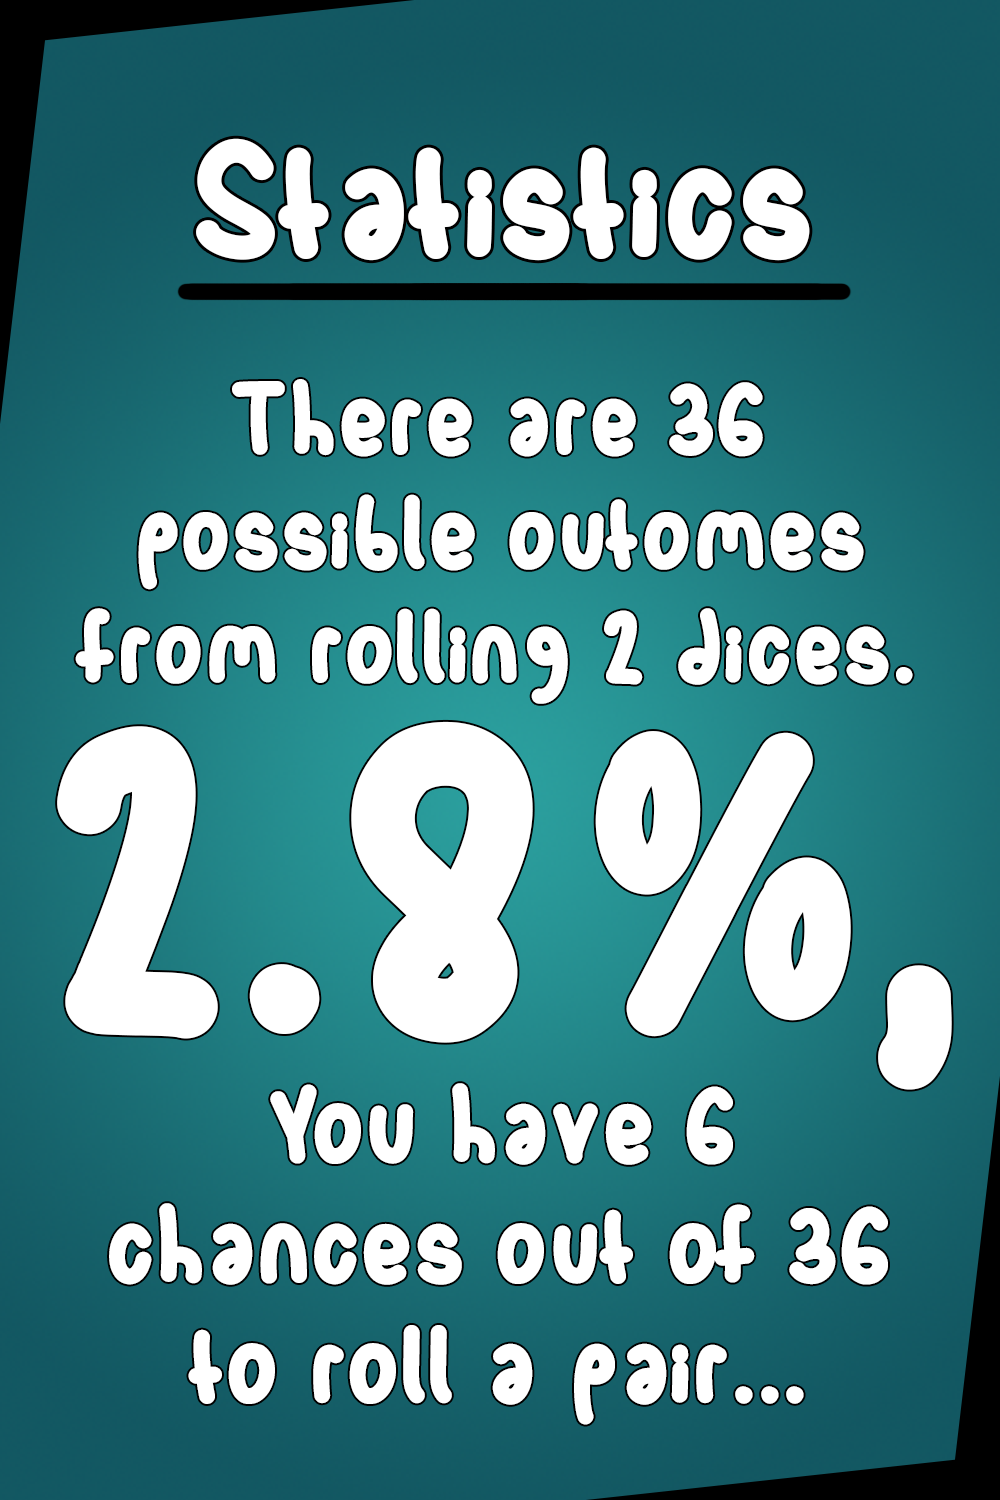 Statistics
There are 36
possible outomes
from rolling 2 dices.
2.8%,
You have 6
chances out of 36
to roll a pair...